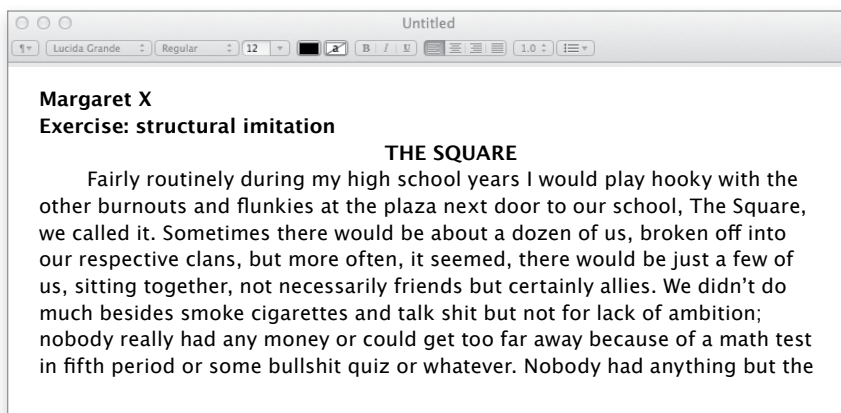 Untitled
Lucida Grande Regular 12 a B I U 1.0
Margaret X
Exercise: structural imitation
THE SQUARE
Fairly routinely during my high school years I would play hooky with the
other burnouts and flunkies at the plaza next door to our school, The Square,
we called it. Sometimes there would be about a dozen of us, broken off into
our respective clans, but more often, it seemed, there would be just a few of
us, sitting together, not necessarily friends but certainly allies. We didn’t do
much besides smoke cigarettes and talk shit but not for lack of ambition;
nobody really had any money or could get too far away because of a math test
in fifth period or some bullshit quiz or whatever. Nobody had anything but the